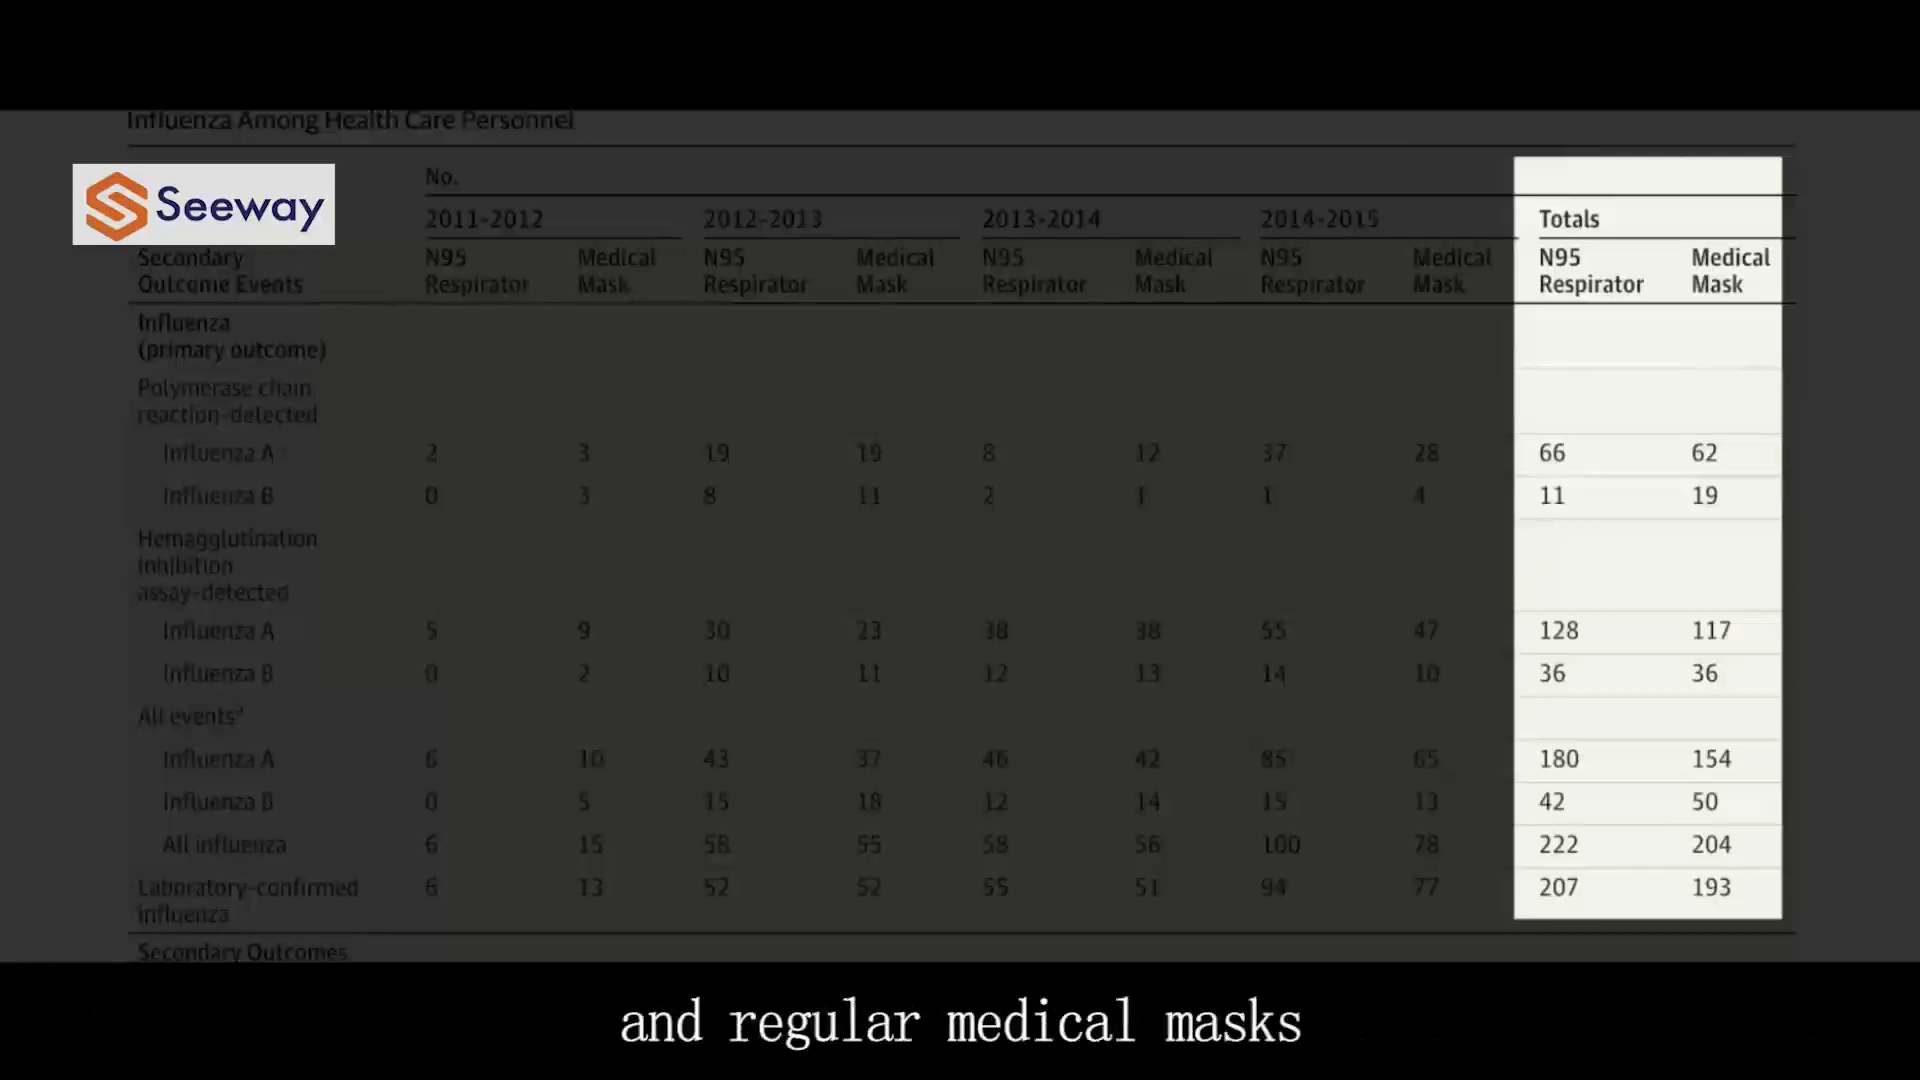 Influenza Among Health Care Personnel
Seeway
No.
2011-2012 2012-2013 2013-2014 2014-2015 Totals
Secondary N95 Medical N95 Medical N95 Medical N95 Medical N95 Medical
Outcome Events Respirator Mask Respirator Mask Respirator Mask Respirator Mask Respirator Mask
Influenza
(primary outcome)
Polymerase chain
reaction-detected
Influenza A 2 3 19 19 8 12 37 28 66 62
Influenza B 0 3 8 11 2 1 1 4 11 19
Hemagglutination
inhibition
assay-detected
Influenza A 5 9 30 23 38 38 55 47 128 117
Influenza B 0 2 10 11 12 13 14 10 36 36
All events
Influenza A 6 10 43 37 46 42 85 65 180 154
Influenza B 0 5 15 18 12 14 15 13 42 50
All influenza 6 15 58 55 58 56 100 78 222 204
Laboratory-confirmed 6 13 52 52 55 51 94 77 207 193
influenza
Secondary Outcomes
and regular medical masks